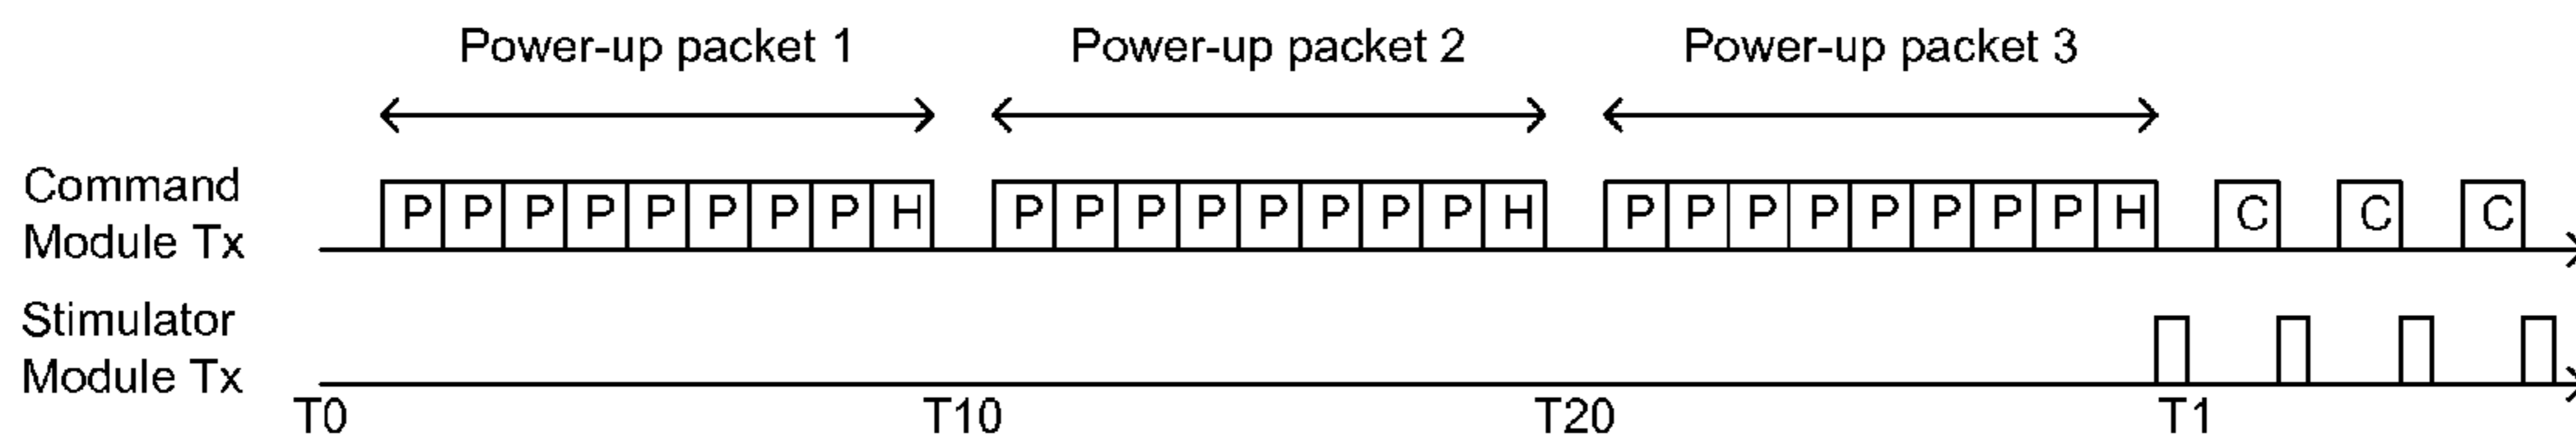 Power-up packet 1 Power-up packet 2 Power-up packet 3
Command
Module Tx
P P P P P P P P H P P P P P P P P H P P P P P P P P H C C C
Stimulator
Module Tx
T0 T10 T20 T1